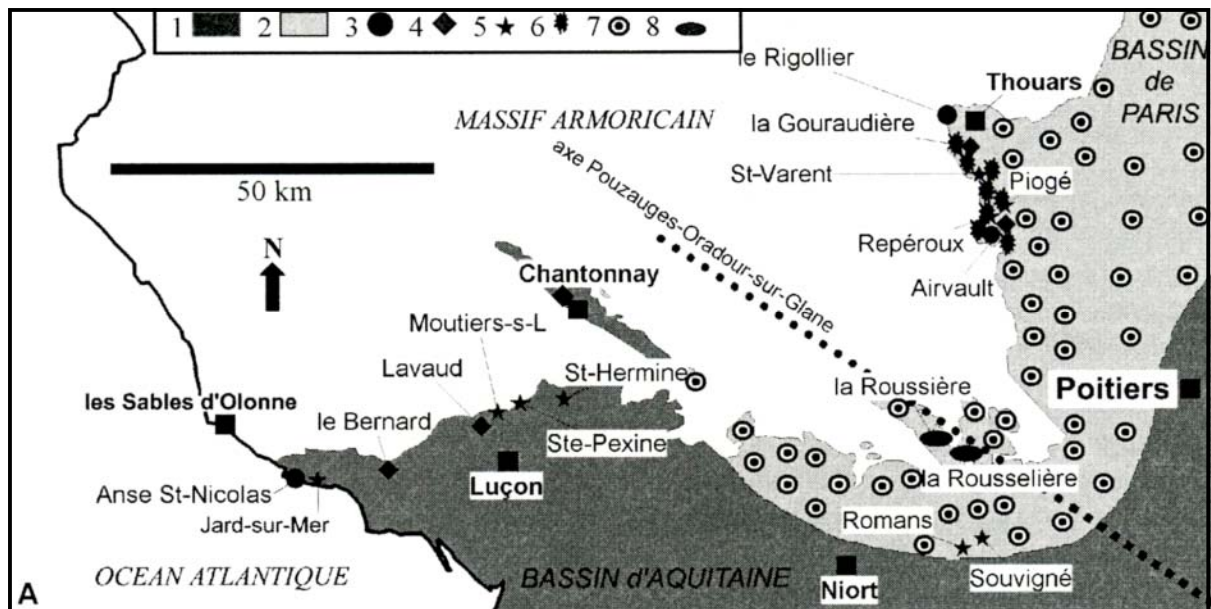 1 2 3 4 5 6 7 8
BASSIN
de
PARIS
le Rigollier
Thouars
MASSIF ARMORICAIN
la Gouraudière
axe Pouzauges-Oradour-sur-Glane
50 km
St-Varent
Piogé
N
Repéroux
Airvault
Chantonnay
Moutiers-s-L
Lavaud
St-Hermine
la Roussière
Poitiers
les Sables d'Olonne
le Bernard
Ste-Pexine
Luçon
la Rousselière
Anse St-Nicolas
Jard-sur-Mer
Romans
OCEAN ATLANTIQUE
BASSIN d'AQUITAINE
Niort
Souvigné
A